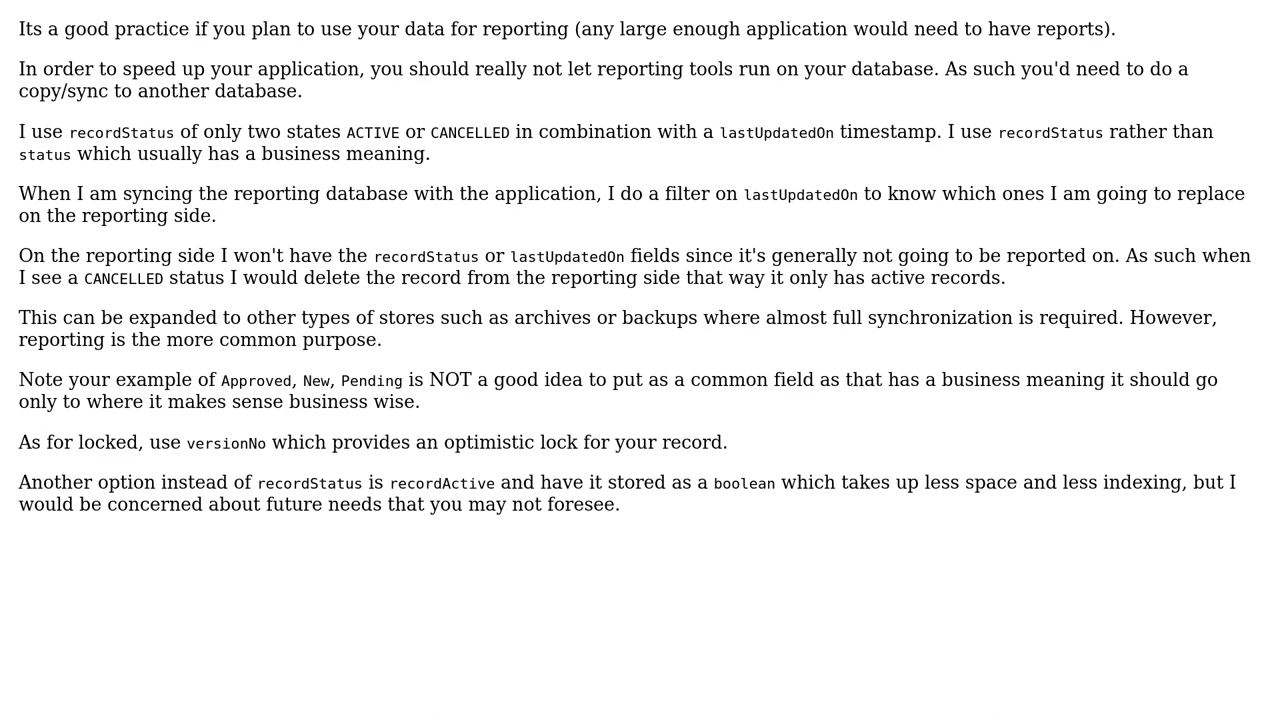 Its a good practice if you plan to use your data for reporting (any large enough application would need to have reports).
In order to speed up your application, you should really not let reporting tools run on your database. As such you'd need to do a
copy/sync to another database.
I use recordStatus of only two states ACTIVE or CANCELLED in combination with a lastUpdatedOn timestamp. I use recordStatus rather than
status which usually has a business meaning.
When I am syncing the reporting database with the application, I do a filter on lastUpdatedOn to know which ones I am going to replace
on the reporting side.
On the reporting side I won't have the recordStatus or lastUpdatedOn fields since it's generally not going to be reported on. As such when
I see a CANCELLED status I would delete the record from the reporting side that way it only has active records.
This can be expanded to other types of stores such as archives or backups where almost full synchronization is required. However,
reporting is the more common purpose.
Note your example of Approved, New, Pending is NOT a good idea to put as a common field as that has a business meaning it should go
only to where it makes sense business wise.
As for locked, use versionNo which provides an optimistic lock for your record.
Another option instead of recordStatus is recordActive and have it stored as a boolean which takes up less space and less indexing, but I
would be concerned about future needs that you may not foresee.